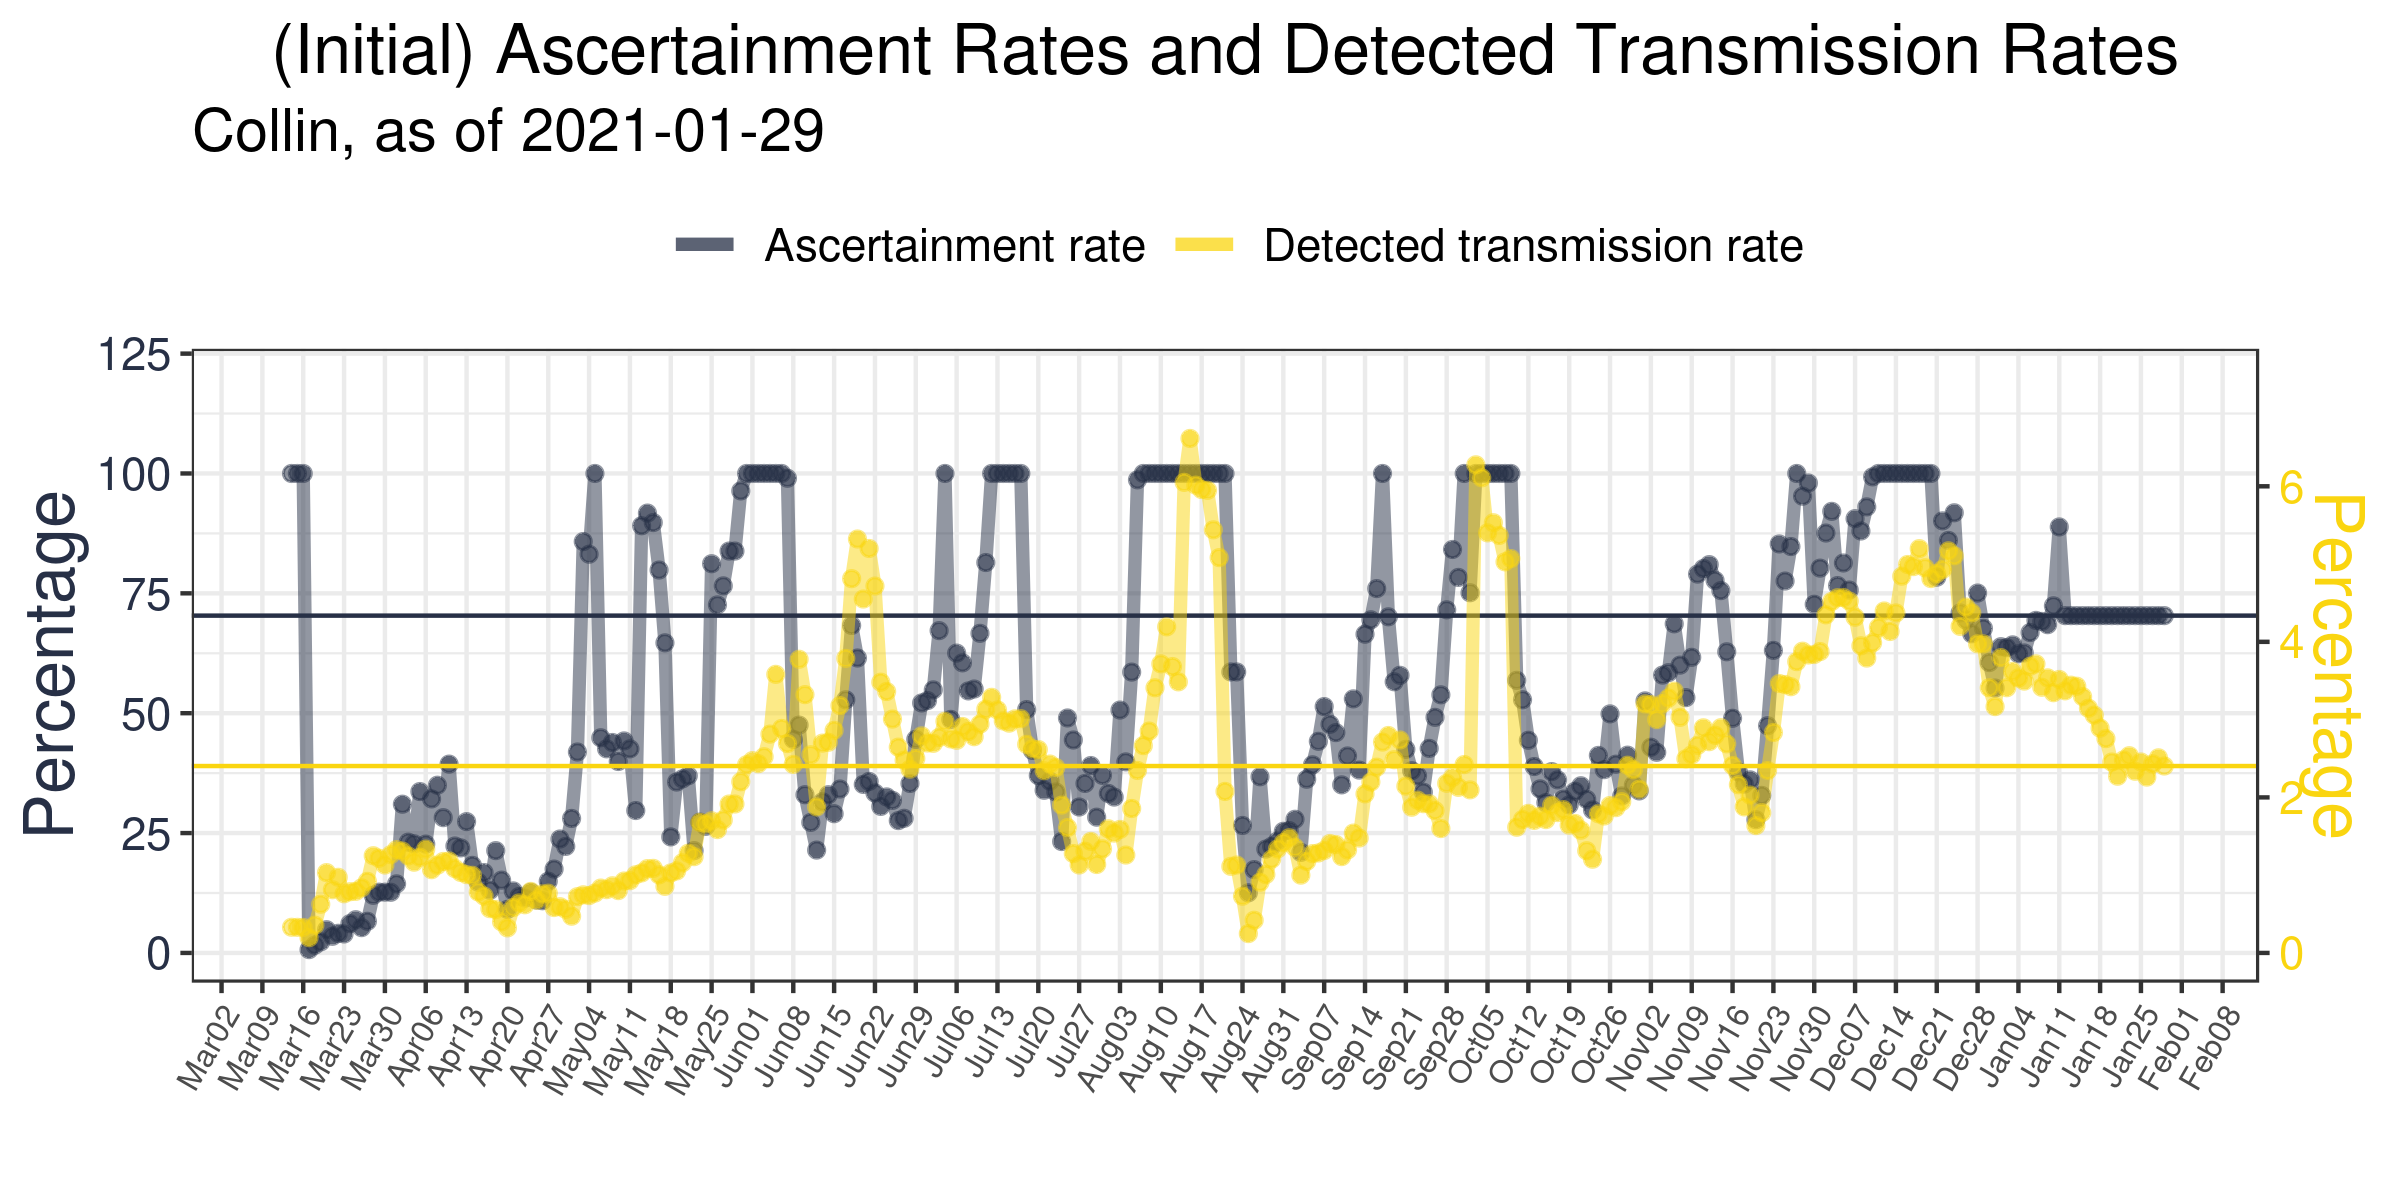 (Initial) Ascertainment Rates and Detected Transmission Rates
Collin, as of 2021-01-29
Ascertainment rate
Detected transmission rate
Percentage
125
100
75
50
25
0
6
4
2
0
Percentage
Mar02
Mar09
Mar16
Mar23
Mar30
Apr06
Apr13
Apr20
Apr27
May04
May11
May18
May25
Jun01
Jun08
Jun15
Jun22
Jun29
Jul06
Jul13
Jul20
Jul27
Aug03
Aug10
Aug17
Aug24
Aug31
Sep07
Sep14
Sep21
Sep28
Oct05
Oct12
Oct19
Oct26
Nov02
Nov09
Nov16
Nov23
Nov30
Dec07
Dec14
Dec21
Dec28
Jan04
Jan11
Jan18
Jan25
Feb01
Feb08